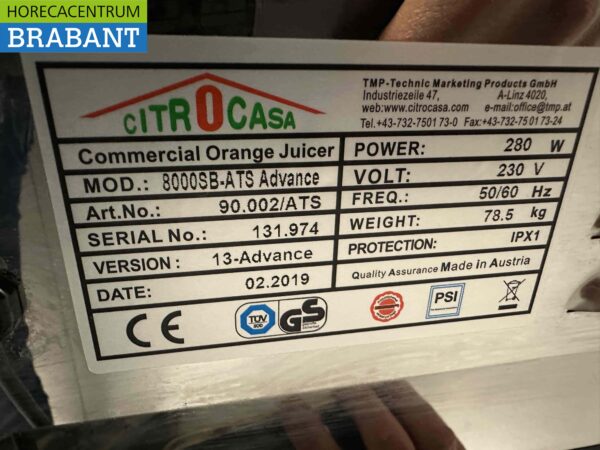 HORECACENTRUM
BRABANT
CITROCASA
TMP-Technic Marketing Products GmbH
Industriezeile 47, A-Linz 4020,
web:www.citrocasa.com e-mail:office@tmp.at
Tel.+43-732-7501 73-0 Fax:+43-732-75 01 73-24
Commercial Orange Juicer
MOD.: 8000SB-ATS Advance
Art.No.: 90.002/ATS
SERIAL No.: 131.974
VERSION : 13-Advance
DATE: 02.2019
POWER: 280 W
VOLT: 230 V
FREQ.: 50/60 Hz
WEIGHT: 78.5 kg
PROTECTION: IPX1
Quality Assurance Made in Austria
CE
TÜV
GS
PSI